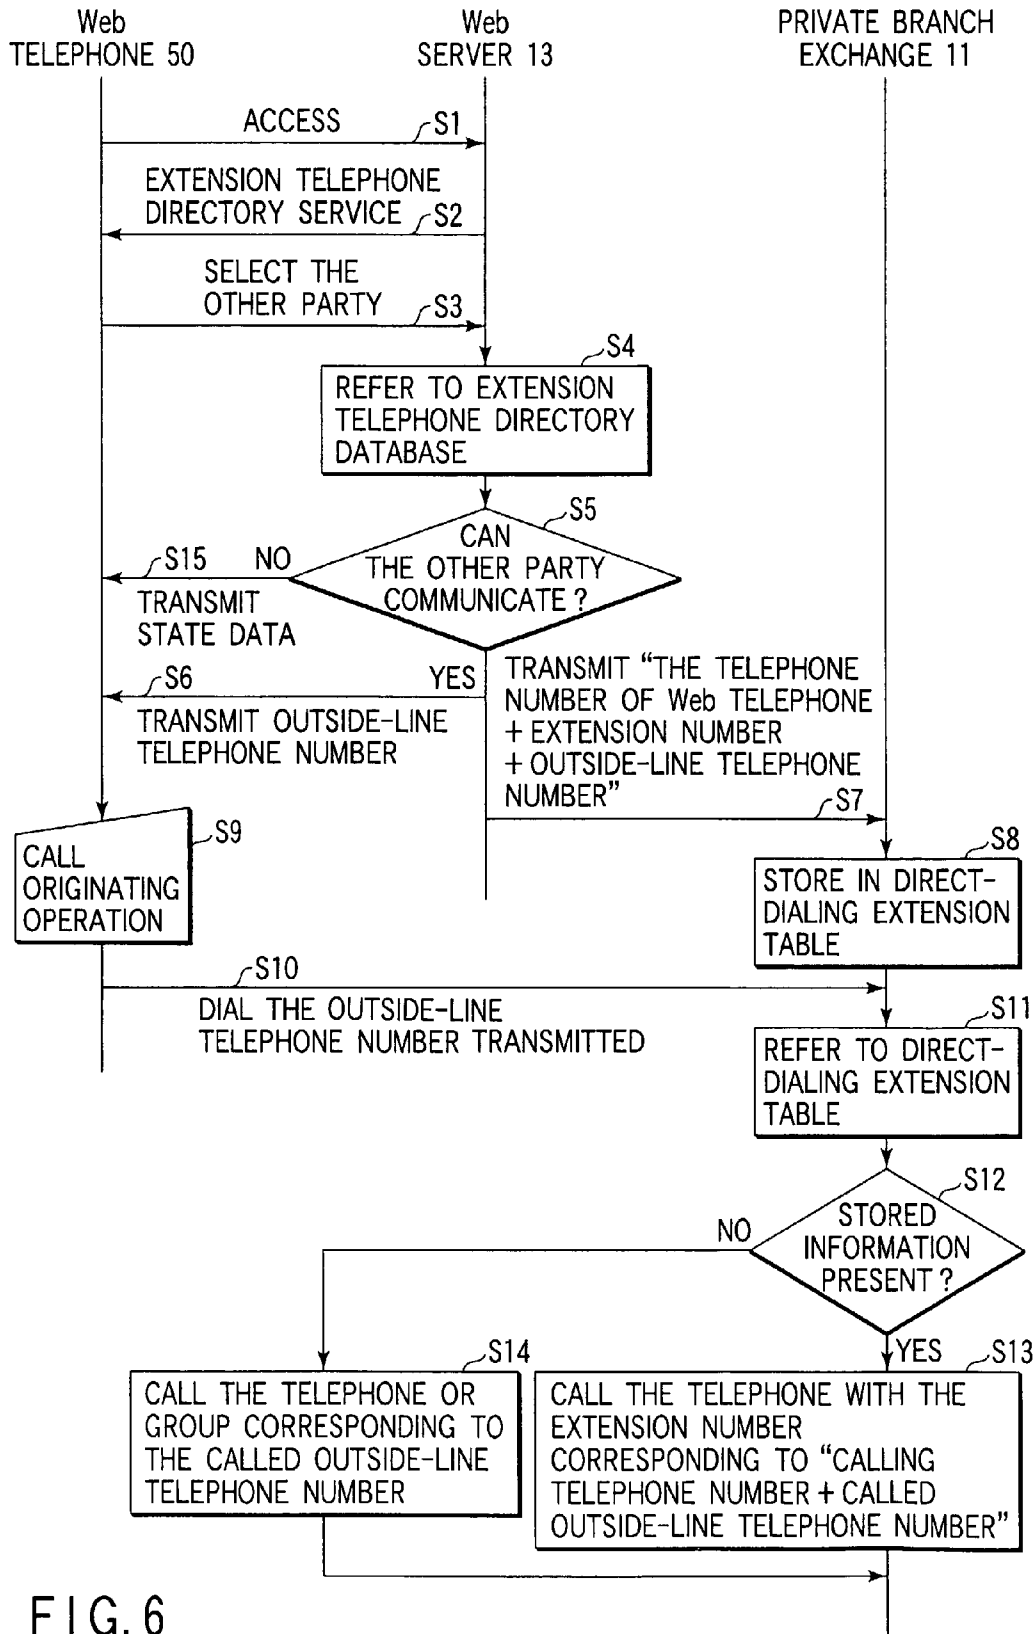 Web
TELEPHONE 50
Web
SERVER 13
PRIVATE BRANCH
EXCHANGE 11
ACCESS
S1
EXTENSION TELEPHONE
DIRECTORY SERVICE
S2
SELECT THE
OTHER PARTY
S3
S4
REFER TO EXTENSION
TELEPHONE DIRECTORY
DATABASE
S5
CAN
THE OTHER PARTY
COMMUNICATE?
S15
NO
TRANSMIT
STATE DATA
S6
YES
TRANSMIT OUTSIDE-LINE
TELEPHONE NUMBER
TRANSMIT “THE TELEPHONE
NUMBER OF Web TELEPHONE
+ EXTENSION NUMBER
+ OUTSIDE-LINE TELEPHONE
NUMBER”
S7
S9
CALL
ORIGINATING
OPERATION
S8
STORE IN DIRECT-
DIALING EXTENSION
TABLE
S10
DIAL THE OUTSIDE-LINE
TELEPHONE NUMBER TRANSMITTED
S11
REFER TO DIRECT-
DIALING EXTENSION
TABLE
S12
STORED
INFORMATION
PRESENT?
NO
YES
S14
CALL THE TELEPHONE OR
GROUP CORRESPONDING TO
THE CALLED OUTSIDE-LINE
TELEPHONE NUMBER
S13
CALL THE TELEPHONE WITH THE
EXTENSION NUMBER
CORRESPONDING TO “CALLING
TELEPHONE NUMBER + CALLED
OUTSIDE-LINE TELEPHONE NUMBER”
FIG. 6